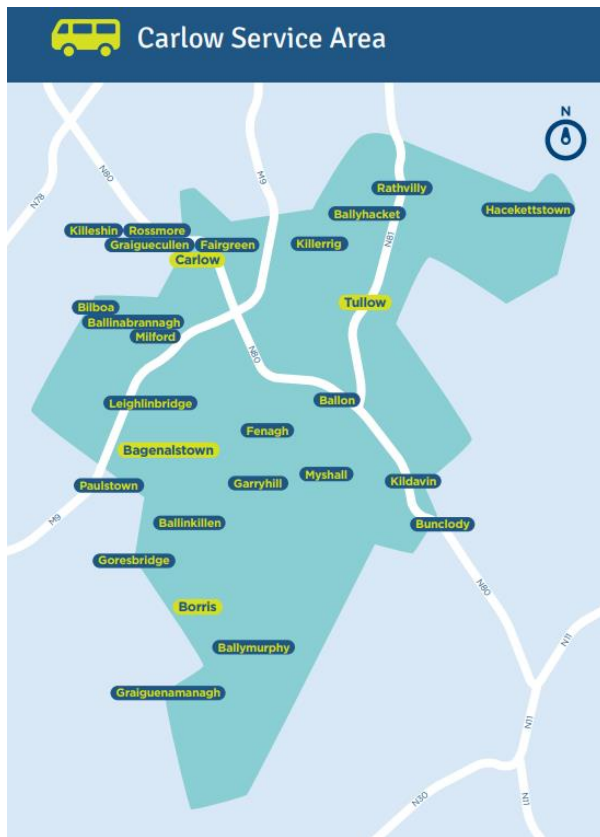 Carlow Service Area
N
N80
M9
N78
Rathvilly
Hacekettstown
Ballyhacket
Killeshin
Rossmore
Graiguecullen
Fairgreen
Killerrig
N81
Carlow
Tullow
Bilboa
Ballinabrannagh
Milford
N80
Leighlinbridge
Ballon
Fenagh
Bagenalstown
Myshall
Garryhill
Kildavin
Paulstown
M9
Ballinkillen
Bunclody
Goresbridge
N80
Borris
N11
Ballymurphy
Graiguenamanagh
N11
N30
N11